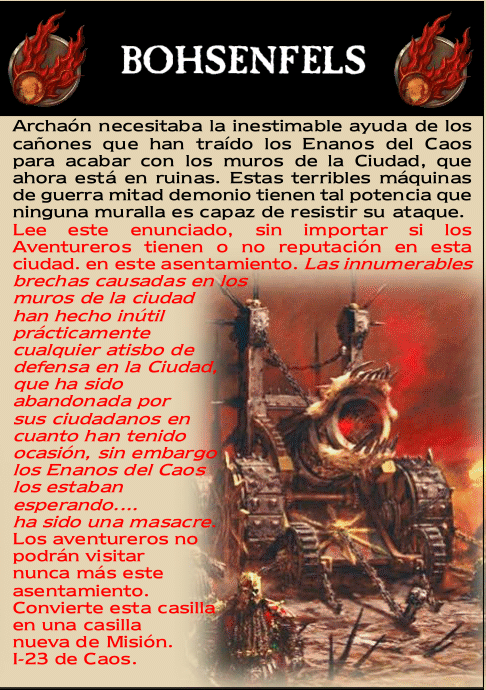 BOHSENFELS
Archaón necesitaba la inestimable ayuda de los
cañones que han traído los Enanos del Caos
para acabar con los muros de la Ciudad, que
ahora está en ruinas. Estas terribles máquinas
de guerra mitad demonio tienen tal potencia que
ninguna muralla es capaz de resistir su ataque.
Lee este enunciado, sin importar si los
Aventureros tienen o no reputación en esta
ciudad. en este asentamiento. Las innumerables
brechas causadas en los
muros de la ciudad
han hecho inútil
prácticamente
cualquier atisbo de
defensa en la Ciudad,
que ha sido
abandonada por
sus ciudadanos en
cuanto han tenido
ocasión, sin embargo
los Enanos del Caos
los estaban
esperando....
ha sido una masacre.
Los aventureros no
podrán visitar
nunca más este
asentamiento.
Convierte esta casilla
en una casilla
nueva de Misión.
I-23 de Caos.